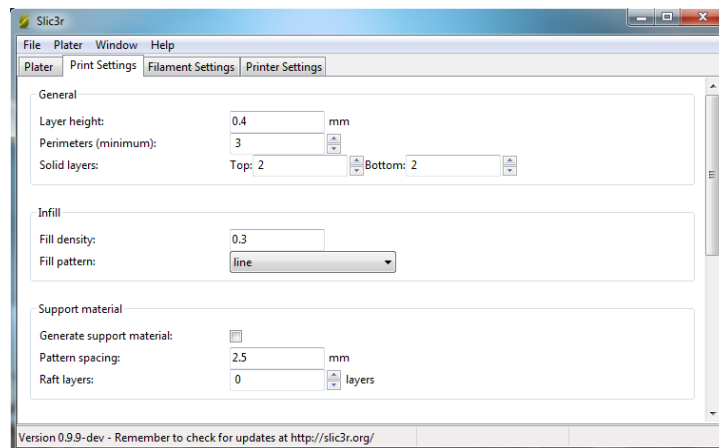 Slic3r
File Plater Window Help
Plater Print Settings Filament Settings Printer Settings
General
Layer height: 0.4 mm
Perimeters (minimum): 3
Solid layers: Top: 2 Bottom: 2
Infill
Fill density: 0.3
Fill pattern: line
Support material
Generate support material:
Pattern spacing: 2.5 mm
Raft layers: 0 layers
Version 0.9.9-dev - Remember to check for updates at http://slic3r.org/